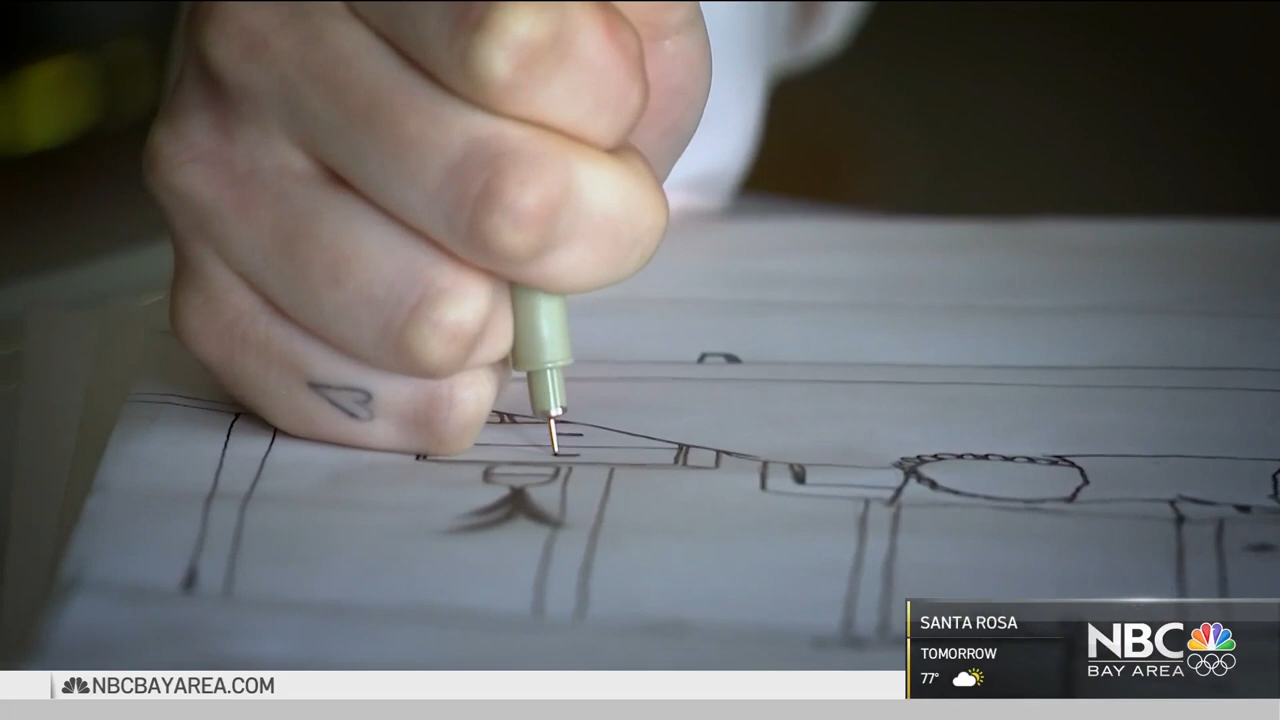 SANTA ROSA
TOMORROW
77°
NBC
BAY AREA
NBCBAYAREA.COM